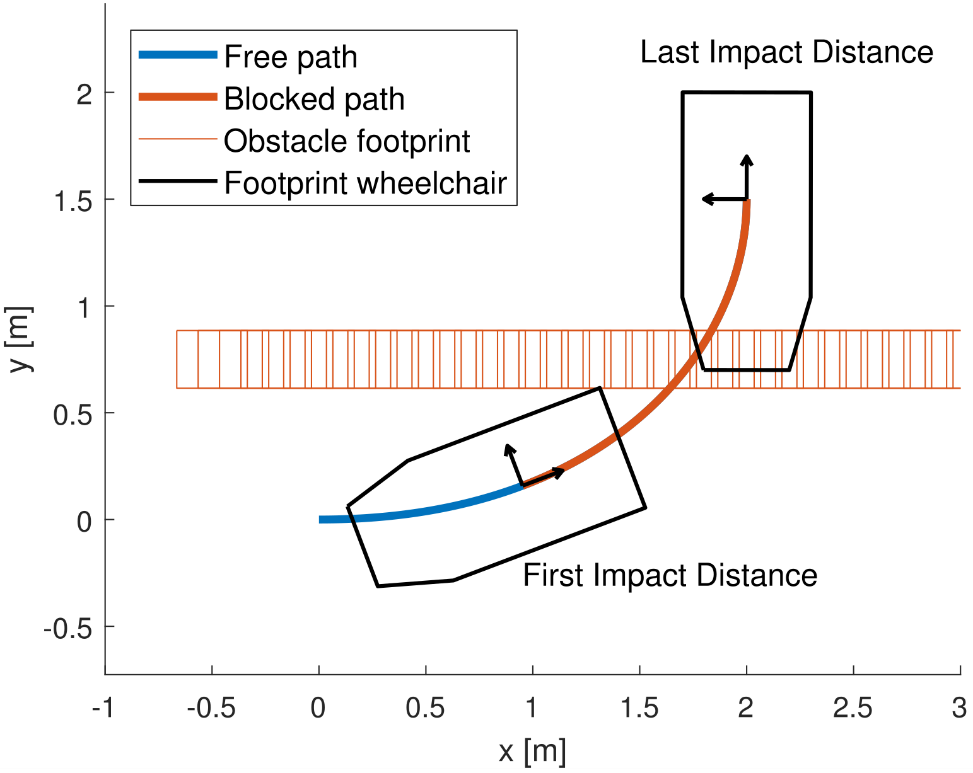 Free path
Blocked path
Obstacle footprint
Footprint wheelchair
Last Impact Distance
First Impact Distance
2
1.5
1
0.5
0
-0.5
y [m]
-1
-0.5
0
0.5
1
1.5
2
2.5
3
x [m]